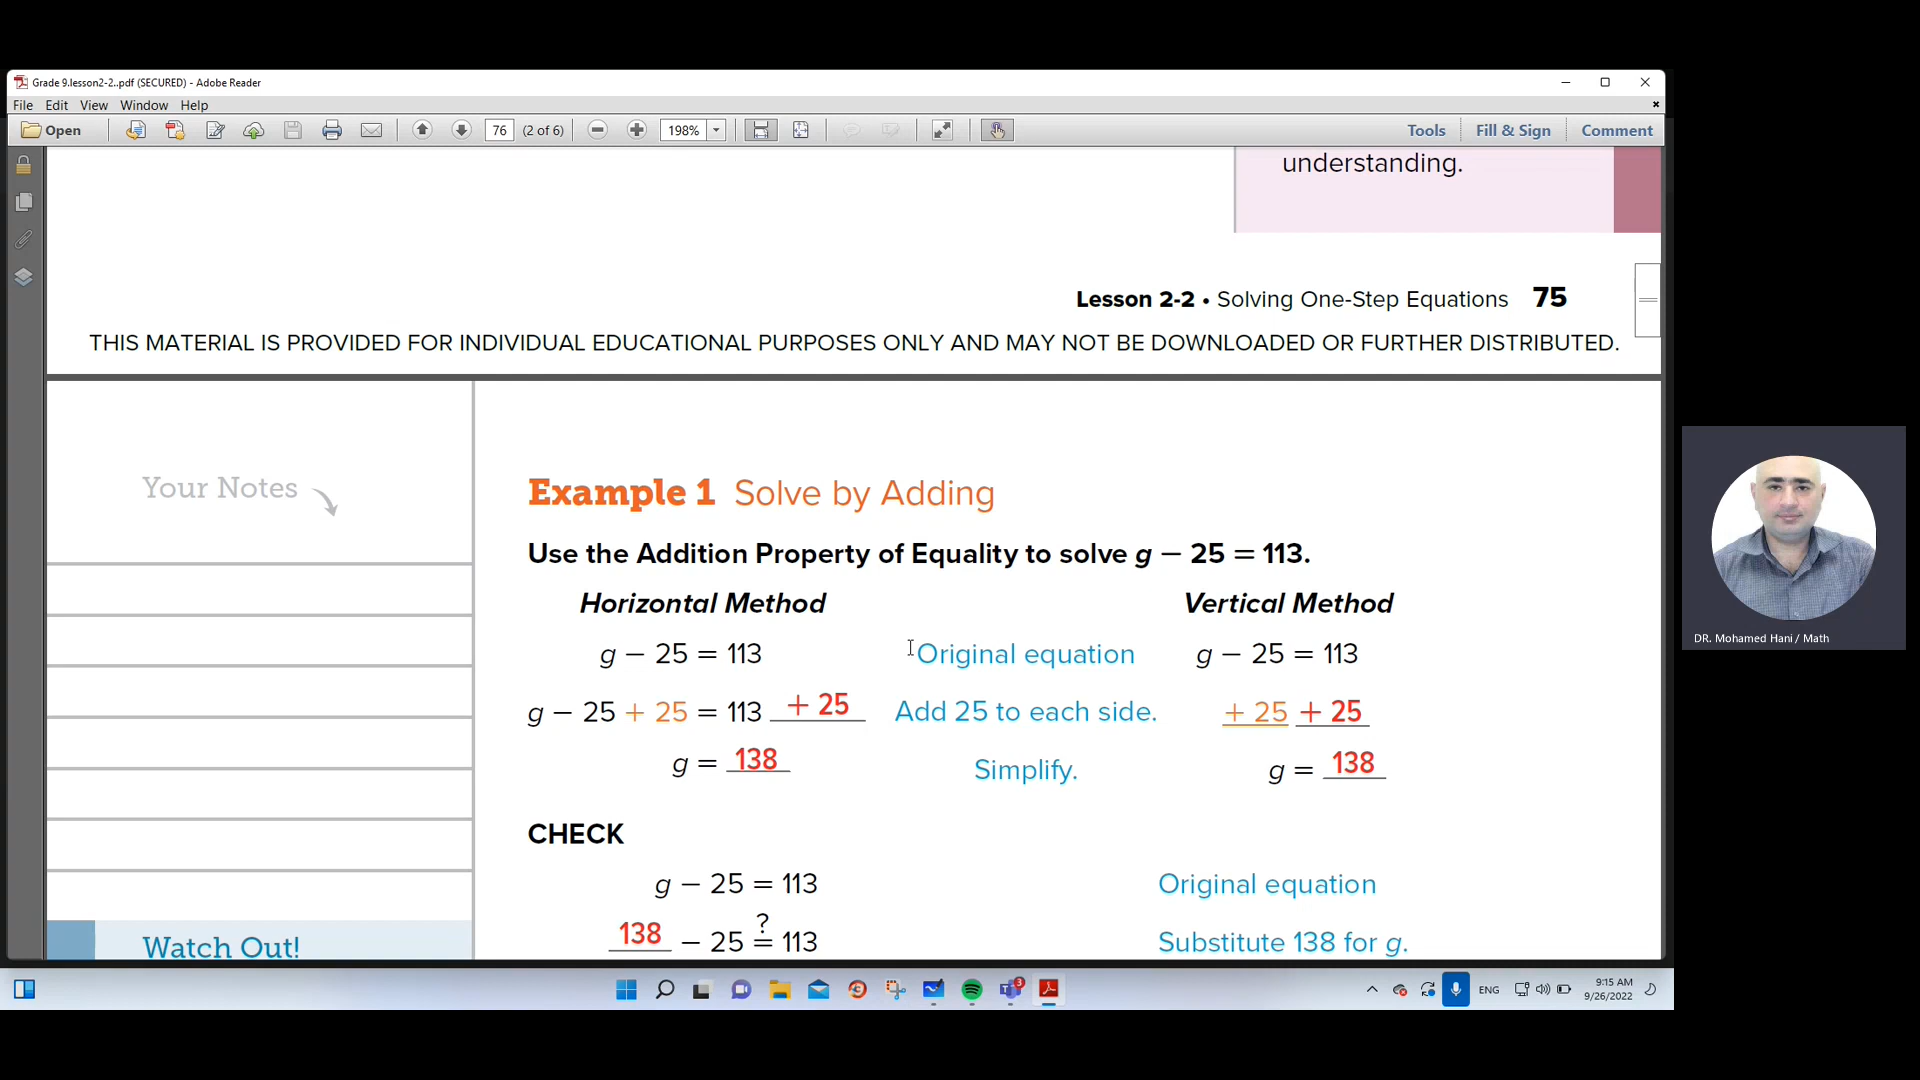 Grade 9.lesson2-2..pdf (SECURED) - Adobe Reader
File Edit View Window Help
Open 76 (2 of 6) 198% Tools Fill & Sign Comment
understanding.
Lesson 2-2 • Solving One-Step Equations 75
THIS MATERIAL IS PROVIDED FOR INDIVIDUAL EDUCATIONAL PURPOSES ONLY AND MAY NOT BE DOWNLOADED OR FURTHER DISTRIBUTED.
Your Notes
Example 1 Solve by Adding
Use the Addition Property of Equality to solve g − 25 = 113.
Horizontal Method Vertical Method
g − 25 = 113 Original equation g − 25 = 113
g − 25 + 25 = 113 + 25 Add 25 to each side. + 25 + 25
g = 138 Simplify. g = 138
CHECK
g − 25 = 113 Original equation
138 − 25 ≟ 113 Substitute 138 for g.
Watch Out!
DR. Mohamed Hani / Math
3
ENG
9:15 AM
9/26/2022